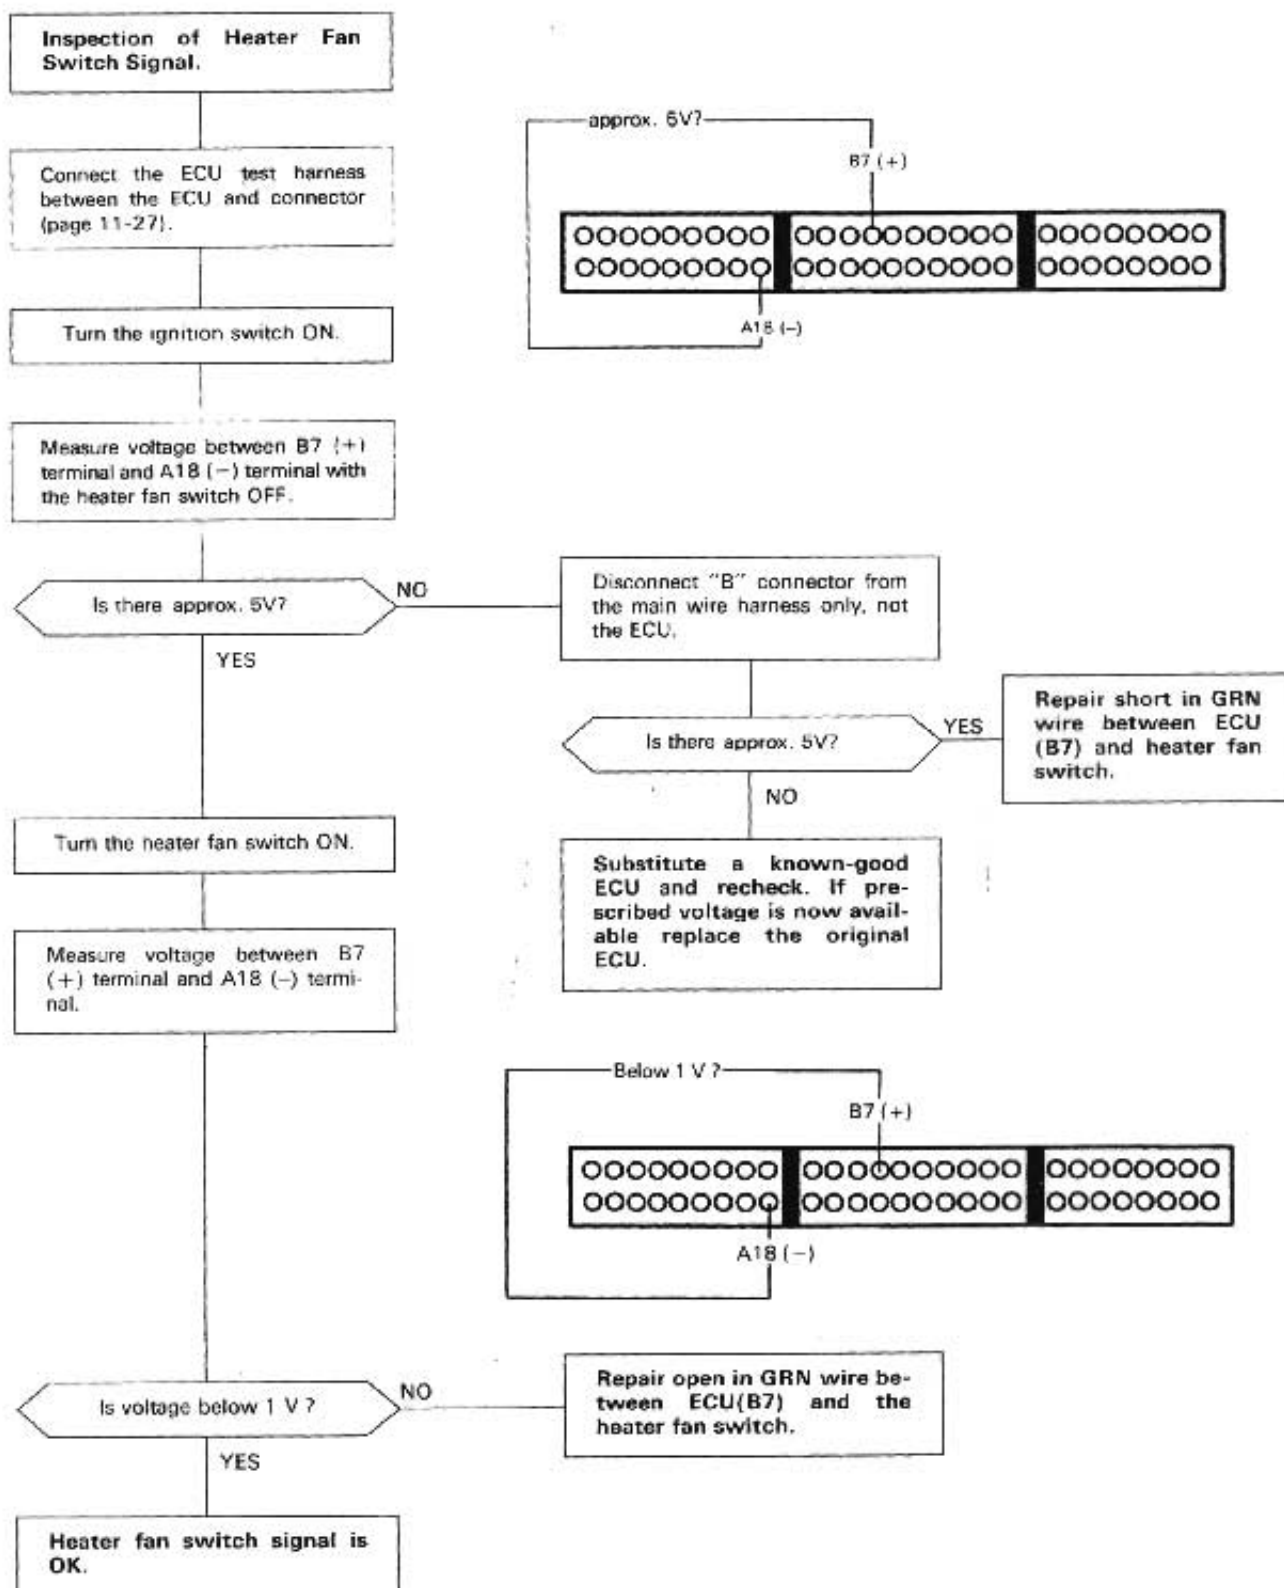 Inspection of Heater Fan
Switch Signal.
Connect the ECU test harness
between the ECU and connector
(page 11-27).
Turn the ignition switch ON.
Measure voltage between B7 (+)
terminal and A18 (−) terminal with
the heater fan switch OFF.
approx. 5V?
B7 (+)
A18 (−)
Is there approx. 5V?
NO
YES
Disconnect "B" connector from
the main wire harness only, not
the ECU.
Is there approx. 5V?
YES
NO
Repair short in GRN
wire between ECU
(B7) and heater fan
switch.
Substitute a known-good
ECU and recheck. If pre-
scribed voltage is now avail-
able replace the original
ECU.
Turn the heater fan switch ON.
Measure voltage between B7
(+) terminal and A18 (−) termi-
nal.
Below 1 V ?
B7 (+)
A18 (−)
Is voltage below 1 V ?
NO
YES
Repair open in GRN wire be-
tween ECU(B7) and the
heater fan switch.
Heater fan switch signal is
OK.